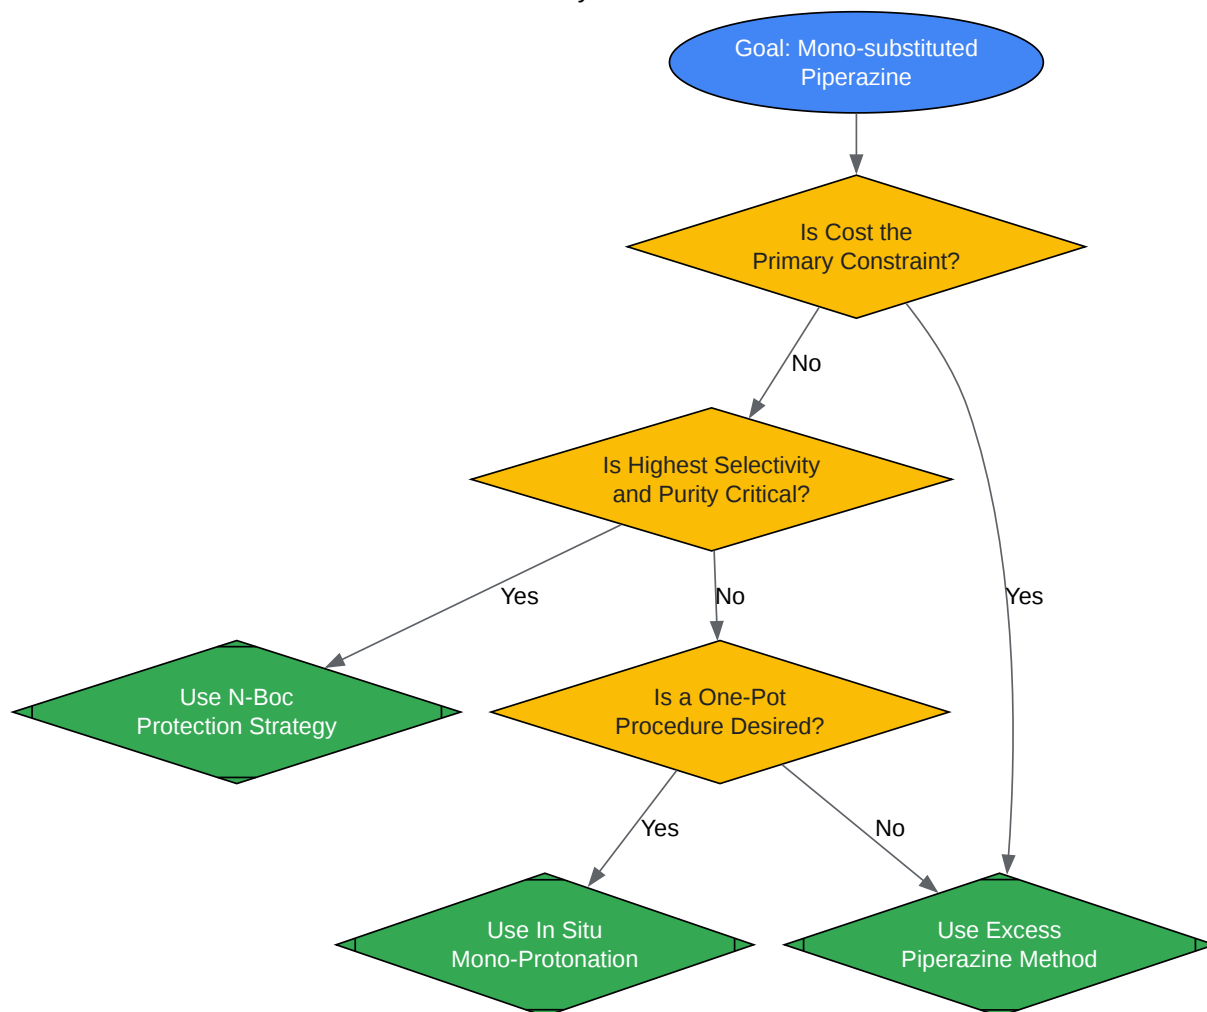 Goal: Mono-substituted
Piperazine
Is Cost the
Primary Constraint?
No
Is Highest Selectivity
and Purity Critical?
Yes
No
Yes
Use N-Boc
Protection Strategy
Is a One-Pot
Procedure Desired?
Yes
No
Use In Situ
Mono-Protonation
Use Excess
Piperazine Method